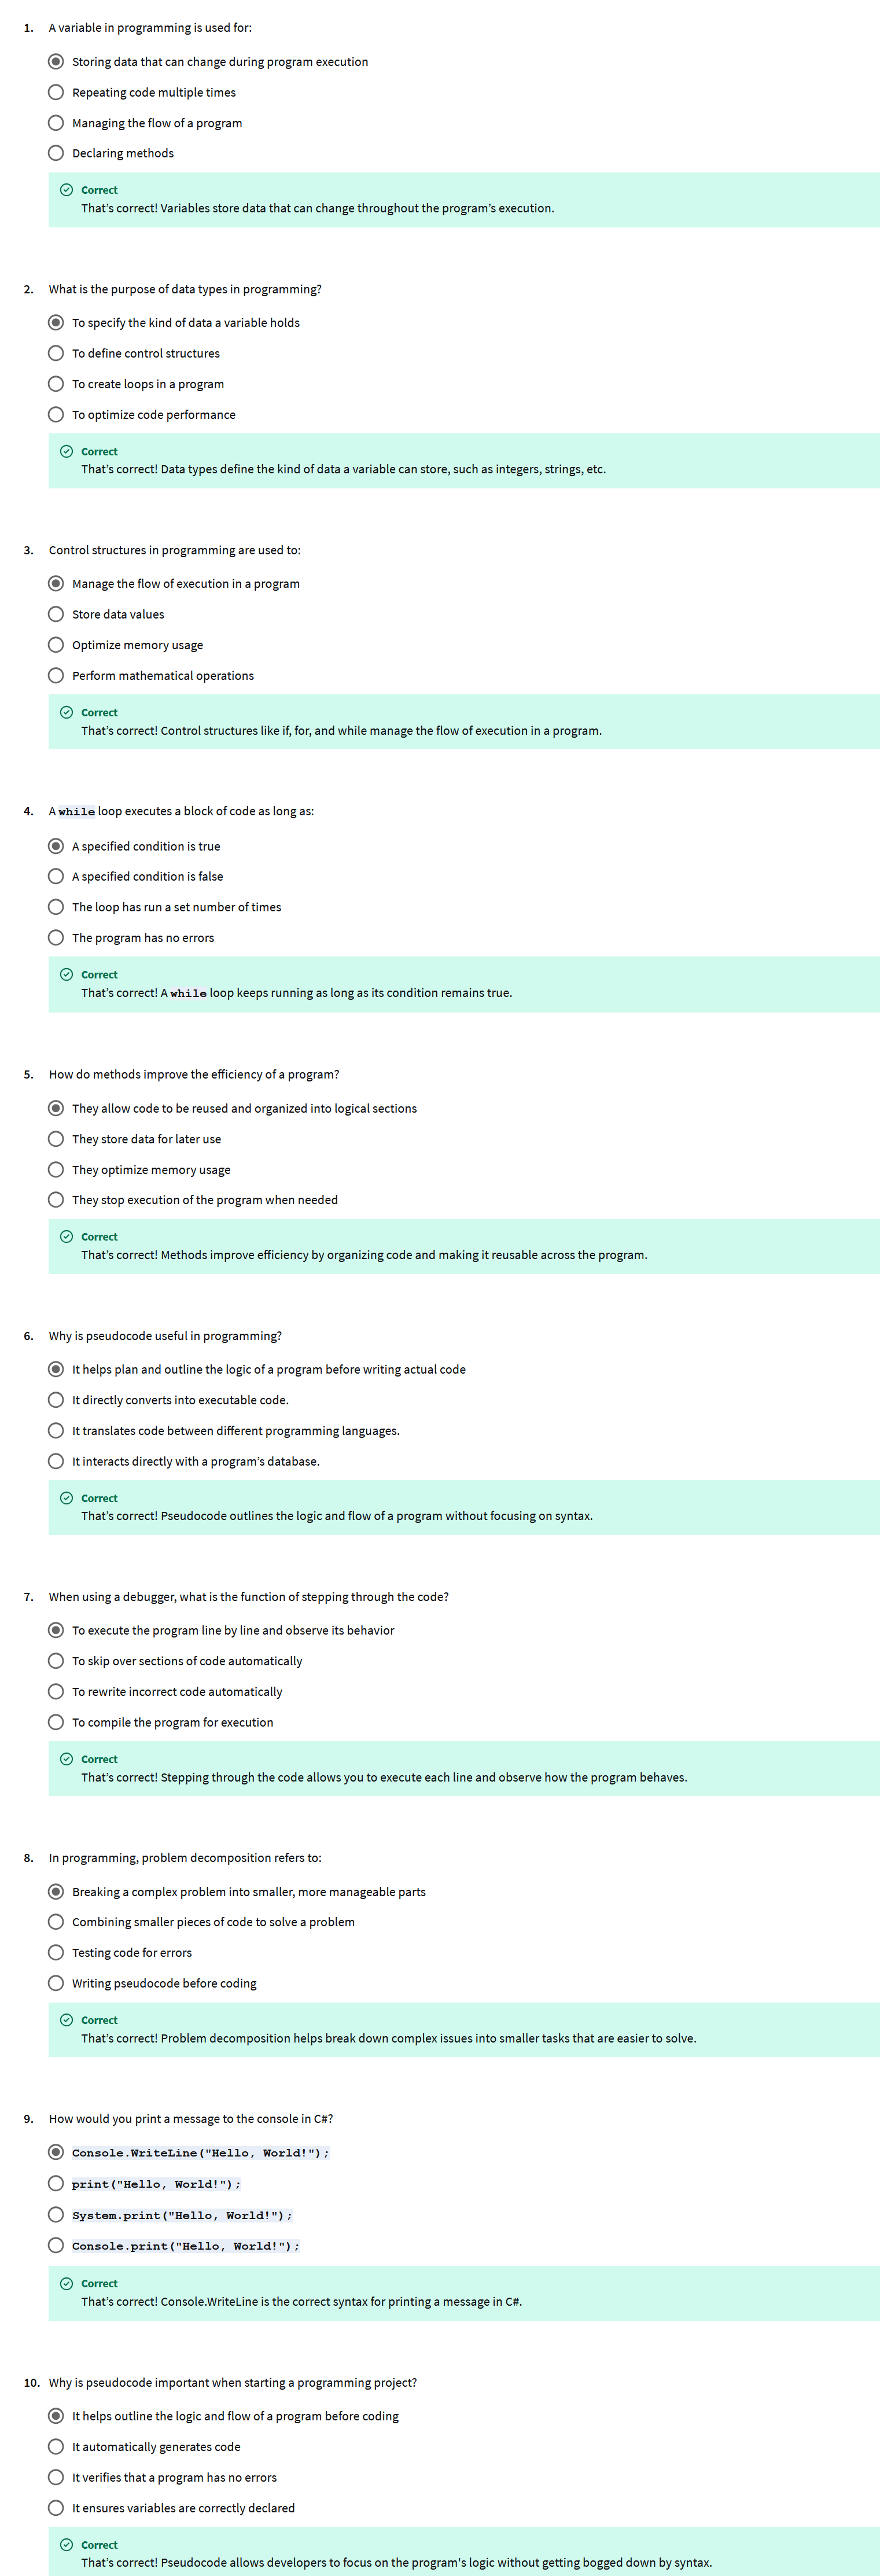 1. A variable in programming is used for:
Storing data that can change during program execution
Repeating code multiple times
Managing the flow of a program
Declaring methods
Correct
That’s correct! Variables store data that can change throughout the program’s execution.
2. What is the purpose of data types in programming?
To specify the kind of data a variable holds
To define control structures
To create loops in a program
To optimize code performance
Correct
That’s correct! Data types define the kind of data a variable can store, such as integers, strings, etc.
3. Control structures in programming are used to:
Manage the flow of execution in a program
Store data values
Optimize memory usage
Perform mathematical operations
Correct
That’s correct! Control structures like if, for, and while manage the flow of execution in a program.
4. A while loop executes a block of code as long as:
A specified condition is true
A specified condition is false
The loop has run a set number of times
The program has no errors
Correct
That’s correct! A while loop keeps running as long as its condition remains true.
5. How do methods improve the efficiency of a program?
They allow code to be reused and organized into logical sections
They store data for later use
They optimize memory usage
They stop execution of the program when needed
Correct
That’s correct! Methods improve efficiency by organizing code and making it reusable across the program.
6. Why is pseudocode useful in programming?
It helps plan and outline the logic of a program before writing actual code
It directly converts into executable code.
It translates code between different programming languages.
It interacts directly with a program’s database.
Correct
That’s correct! Pseudocode outlines the logic and flow of a program without focusing on syntax.
7. When using a debugger, what is the function of stepping through the code?
To execute the program line by line and observe its behavior
To skip over sections of code automatically
To rewrite incorrect code automatically
To compile the program for execution
Correct
That’s correct! Stepping through the code allows you to execute each line and observe how the program behaves.
8. In programming, problem decomposition refers to:
Breaking a complex problem into smaller, more manageable parts
Combining smaller pieces of code to solve a problem
Testing code for errors
Writing pseudocode before coding
Correct
That’s correct! Problem decomposition helps break down complex issues into smaller tasks that are easier to solve.
9. How would you print a message to the console in C#?
Console.WriteLine("Hello, World!");
print("Hello, World!");
System.print("Hello, World!");
Console.print("Hello, World!");
Correct
That’s correct! Console.WriteLine is the correct syntax for printing a message in C#.
10. Why is pseudocode important when starting a programming project?
It helps outline the logic and flow of a program before coding
It automatically generates code
It verifies that a program has no errors
It ensures variables are correctly declared
Correct
That’s correct! Pseudocode allows developers to focus on the program's logic without getting bogged down by syntax.